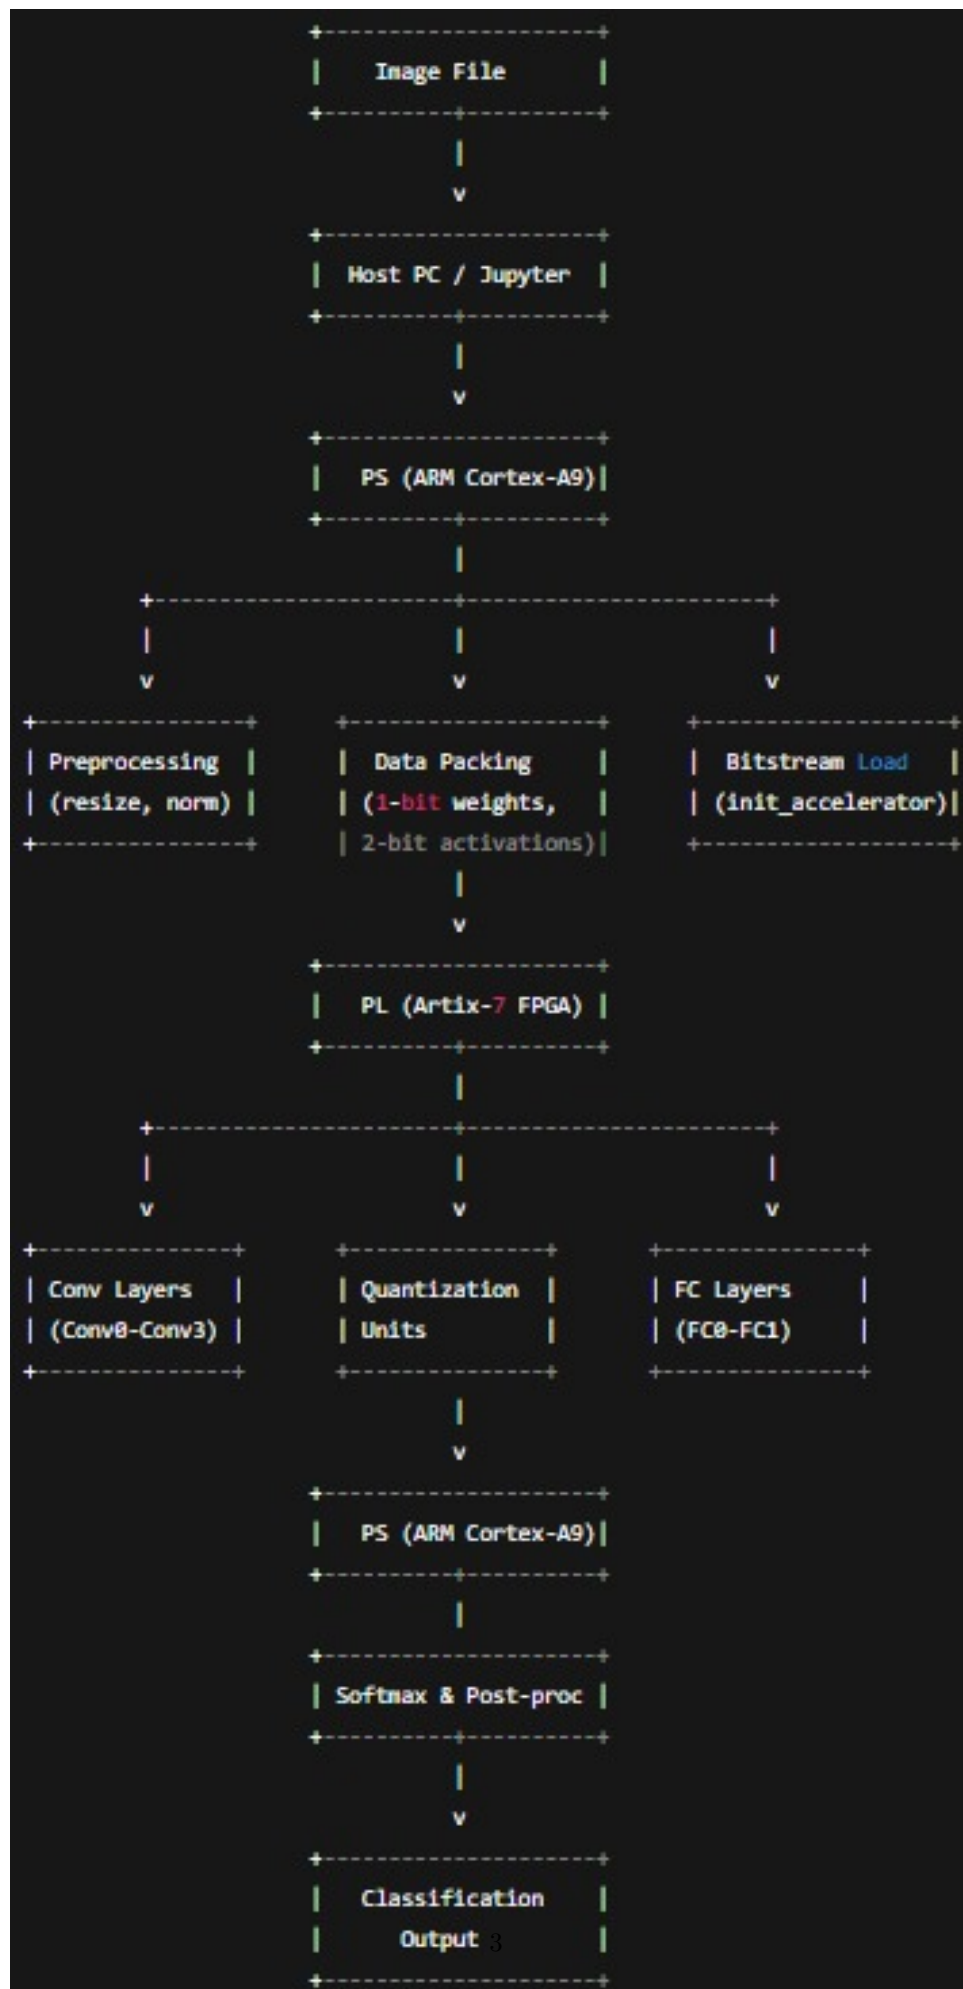 Image File
Host PC / Jupyter
PS (ARM Cortex-A9)
Preprocessing
(resize, norm)
Data Packing
(1-bit weights,
2-bit activations)
Bitstream Load
(init_accelerator)
PL (Artix-7 FPGA)
Conv Layers
(Conv0-Conv3)
Quantization
Units
FC Layers
(FC0-FC1)
PS (ARM Cortex-A9)
Softmax & Post-proc
Classification
Output
3